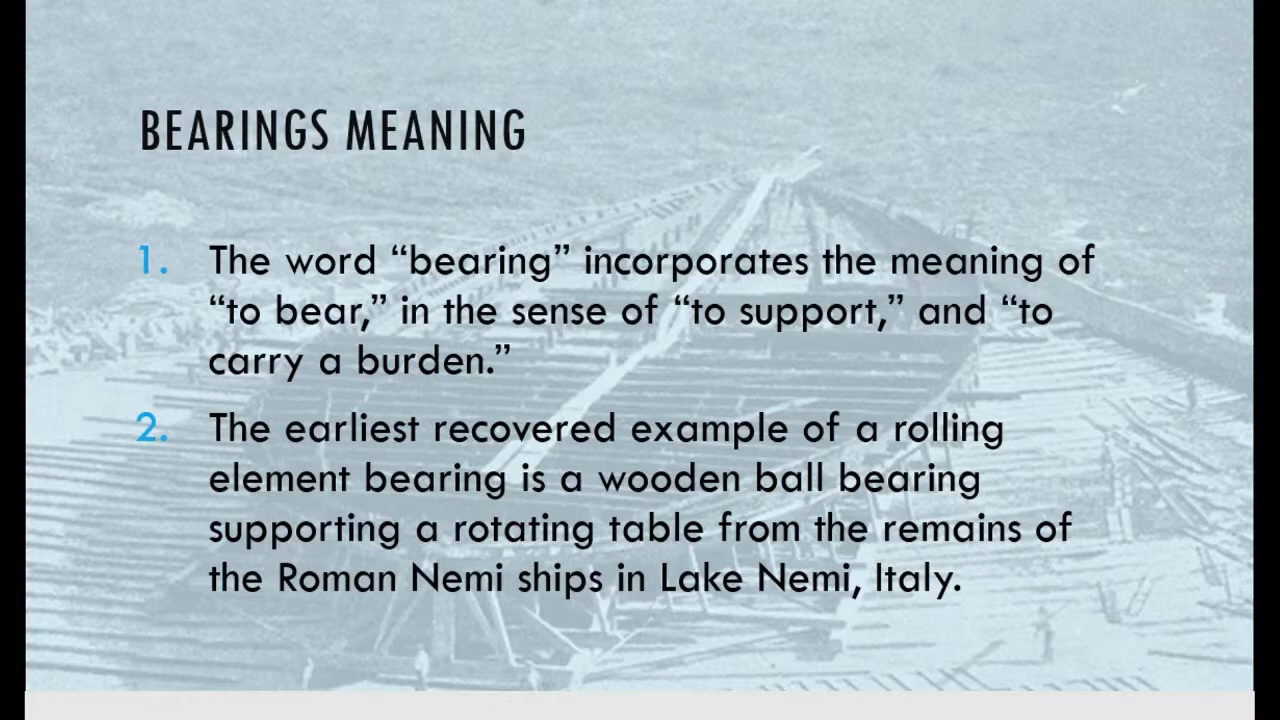 BEARINGS MEANING
1. The word “bearing” incorporates the meaning of
“to bear,” in the sense of “to support,” and “to
carry a burden.”
2. The earliest recovered example of a rolling
element bearing is a wooden ball bearing
supporting a rotating table from the remains of
the Roman Nemi ships in Lake Nemi, Italy.